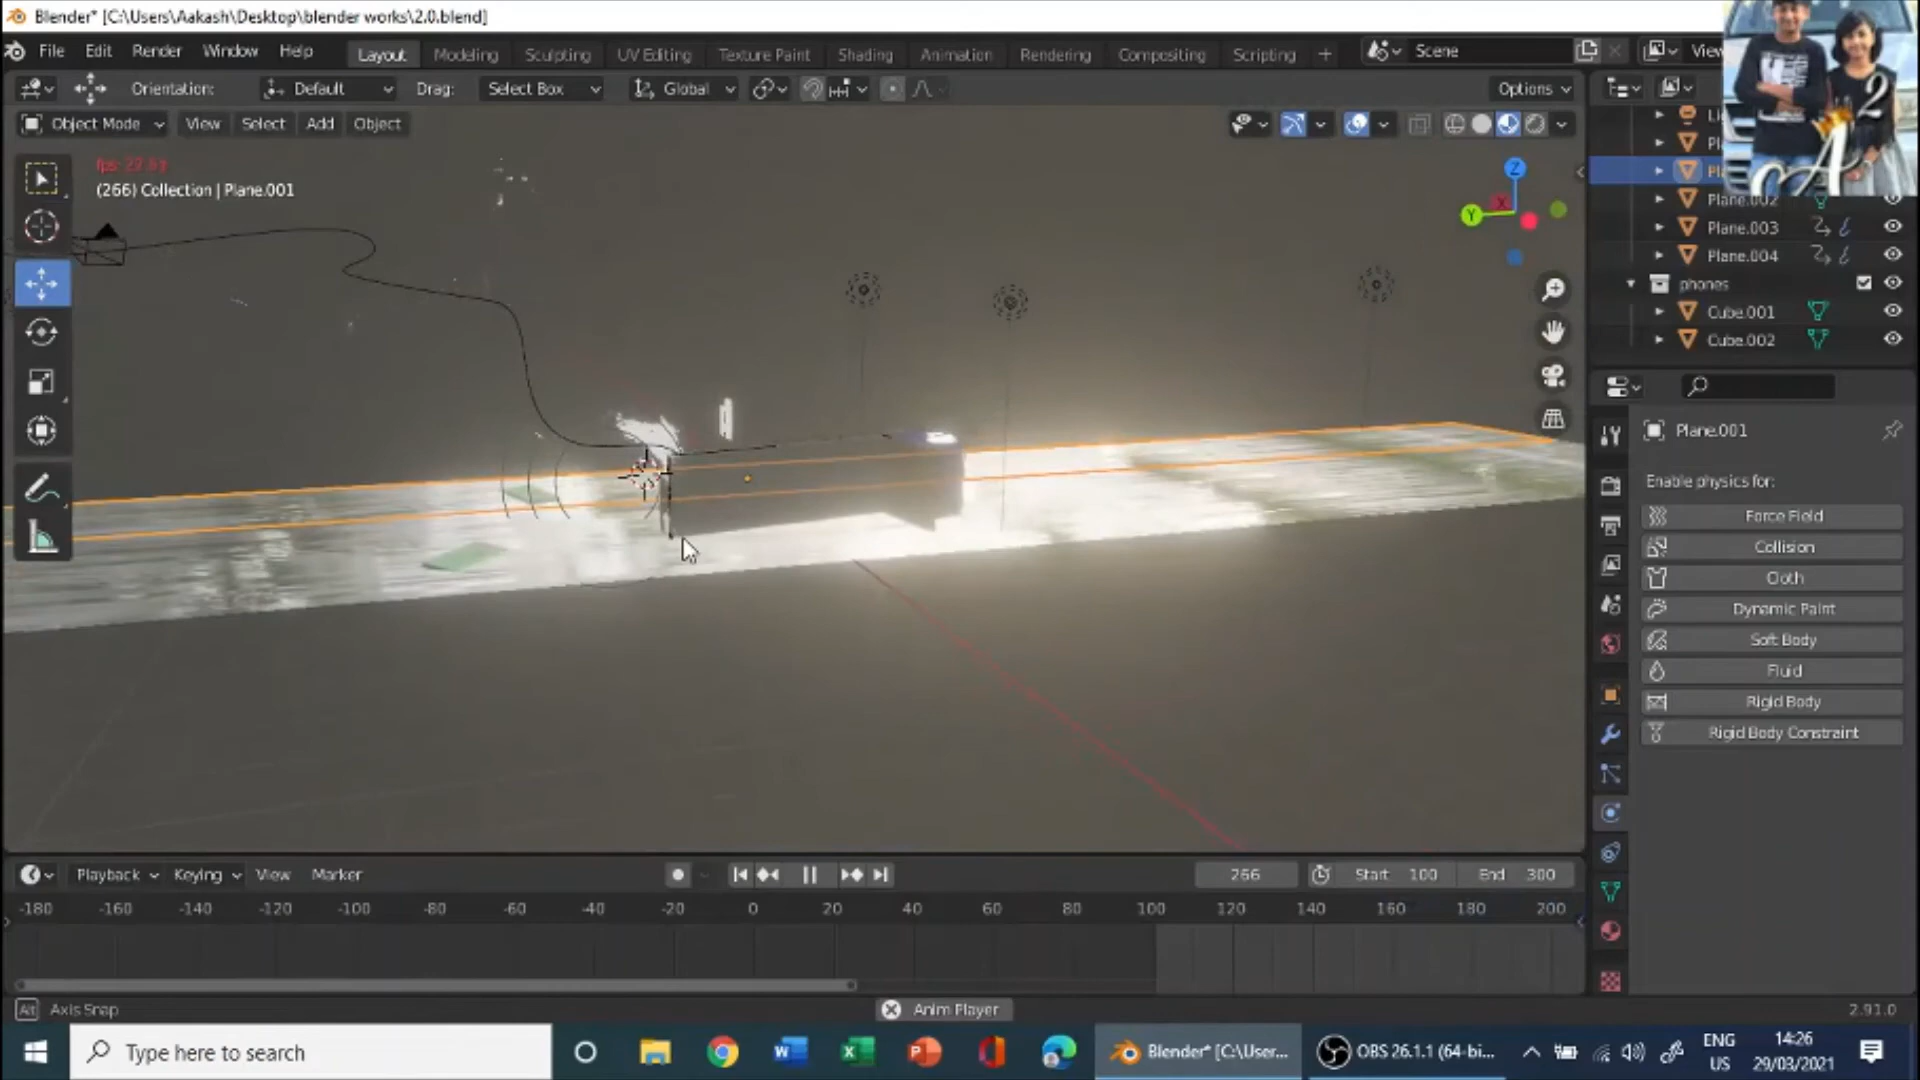 Blender* [C:\Users\Aakash\Desktop\blender works\2.0.blend]
File Edit Render Window Help Layout Modeling Sculpting UV Editing Texture Paint Shading Animation Rendering Compositing Scripting + Scene
Orientation: Default Drag: Select Box Global Options
Object Mode View Select Add Object
(266) Collection | Plane.001
Z
Y
X
Plane.002
Plane.003
Plane.004
phones
Cube.001
Cube.002
Plane.001
Enable physics for:
Force Field
Collision
Cloth
Dynamic Paint
Soft Body
Fluid
Rigid Body
Rigid Body Constraint
Playback Keying View Marker 266 Start 100 End 300
-180 -160 -140 -120 -100 -80 -60 -40 -20 0 20 40 60 80 100 120 140 160 180 200
Alt Axis Snap Anim Player 2.91.0
Type here to search
Blender* [C:\User...
OBS 26.1.1 (64-bi...
ENG
US
14:26
29/03/2021
A2